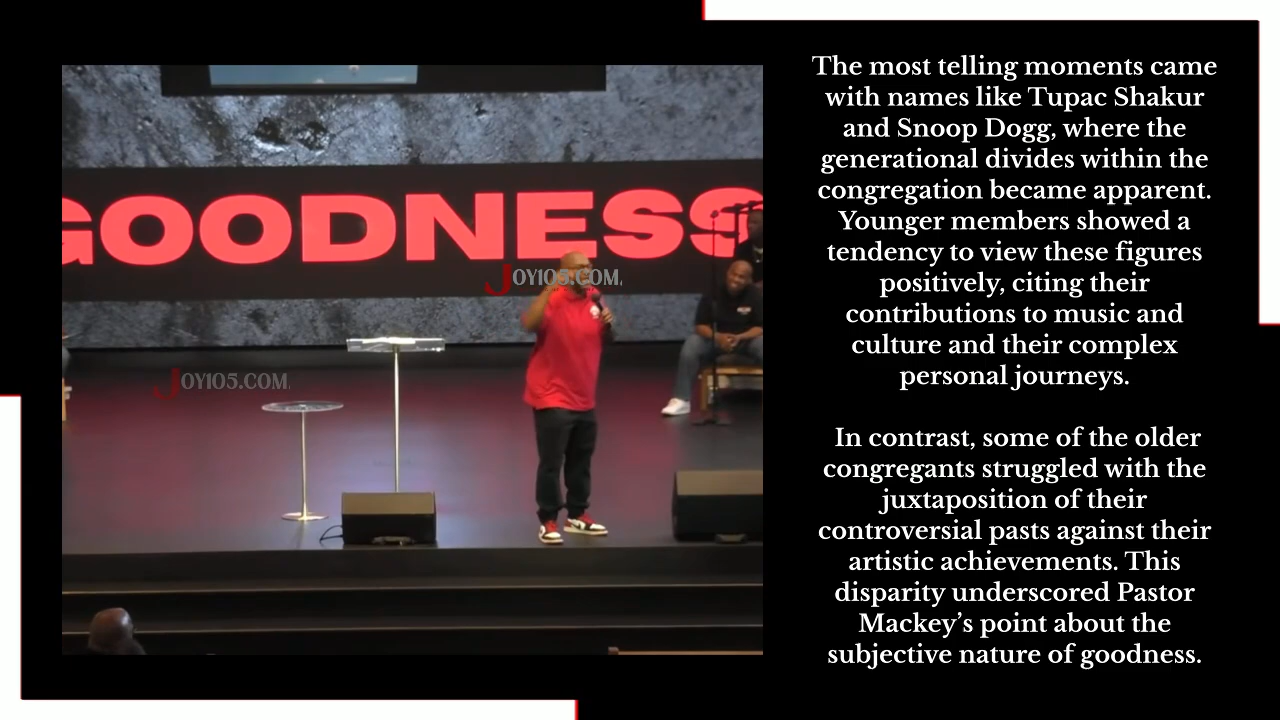 GOODNESS
JOY105.COM
JOY105.COM
The most telling moments came
with names like Tupac Shakur
and Snoop Dogg, where the
generational divides within the
congregation became apparent.
Younger members showed a
tendency to view these figures
positively, citing their
contributions to music and
culture and their complex
personal journeys.
In contrast, some of the older
congregants struggled with the
juxtaposition of their
controversial pasts against their
artistic achievements. This
disparity underscored Pastor
Mackey’s point about the
subjective nature of goodness.